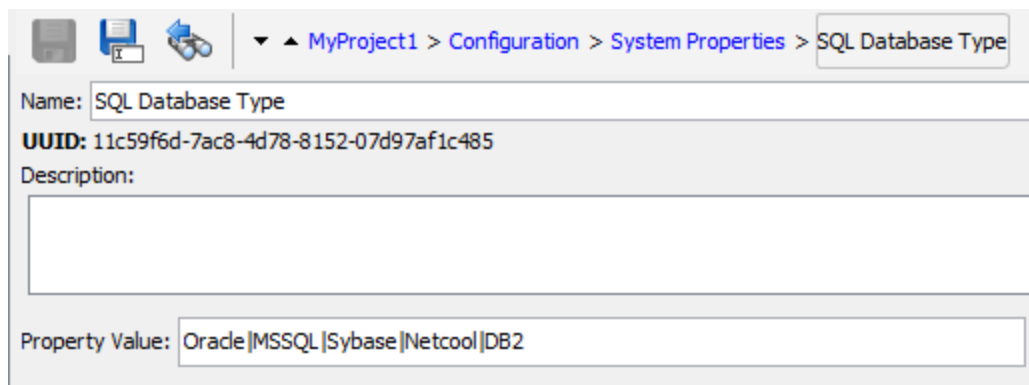 MyProject1 > Configuration > System Properties > SQL Database Type
Name: SQL Database Type
UUID: 11c59f6d-7ac8-4d78-8152-07d97af1c485
Description:
Property Value: Oracle|MSSQL|Sybase|Netcool|DB2